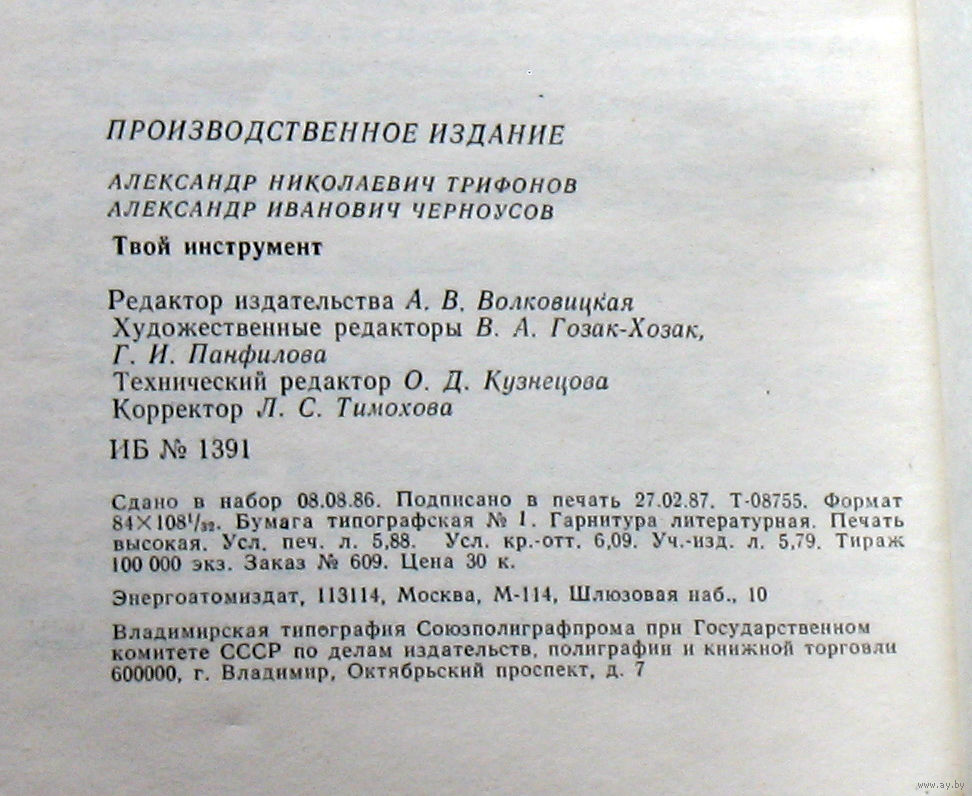 ПРОИЗВОДСТВЕННОЕ ИЗДАНИЕ
АЛЕКСАНДР НИКОЛАЕВИЧ ТРИФОНОВ
АЛЕКСАНДР ИВАНОВИЧ ЧЕРНОУСОВ
Твой инструмент
Редактор издательства А. В. Волковицкая
Художественные редакторы В. А. Гозак-Хозак,
Г. И. Панфилова
Технический редактор О. Д. Кузнецова
Корректор Л. С. Тимохова
ИБ № 1391
Сдано в набор 08.08.86. Подписано в печать 27.02.87. Т-08755. Формат
84×108¹/₃₂. Бумага типографская № 1. Гарнитура литературная. Печать
высокая. Усл. печ. л. 5,88. Усл. кр.-отт. 6,09. Уч.-изд. л. 5,79. Тираж
100 000 экз. Заказ № 609. Цена 30 к.
Энергоатомиздат, 113114, Москва, М-114, Шлюзовая наб., 10
Владимирская типография Союзполиграфпрома при Государственном
комитете СССР по делам издательств, полиграфии и книжной торговли
600000, г. Владимир, Октябрьский проспект, д. 7
www.ay.by